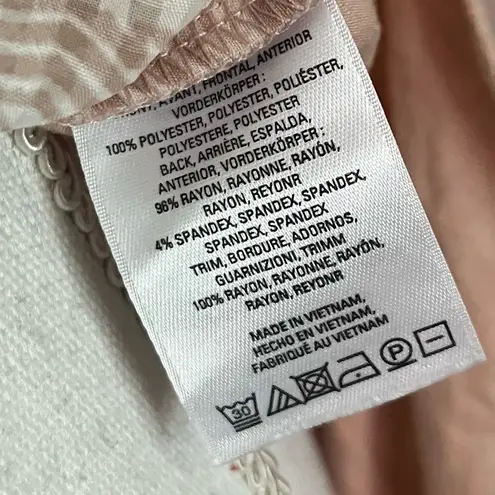 FRONT, AVANT, FRONTAL, ANTERIOR
VORDERKÖRPER :
100% POLYESTER, POLYESTER, POLIÉSTER,
POLYESTERE, POLYESTER
BACK, ARRIÈRE, ESPALDA,
ANTERIOR, VORDERKÖRPER :
96% RAYON, RAYONNE, RAYÓN,
RAYON, REYONR
4% SPANDEX, SPANDEX, SPANDEX,
SPANDEX, SPANDEX
TRIM, BORDURE, ADORNOS,
GUARNIZIONI, TRIMM
100% RAYON, RAYONNE, RAYÓN,
RAYON, REYDNR
MADE IN VIETNAM,
HECHO EN VIETNAM,
FABRIQUÉ AU VIETNAM
30 P